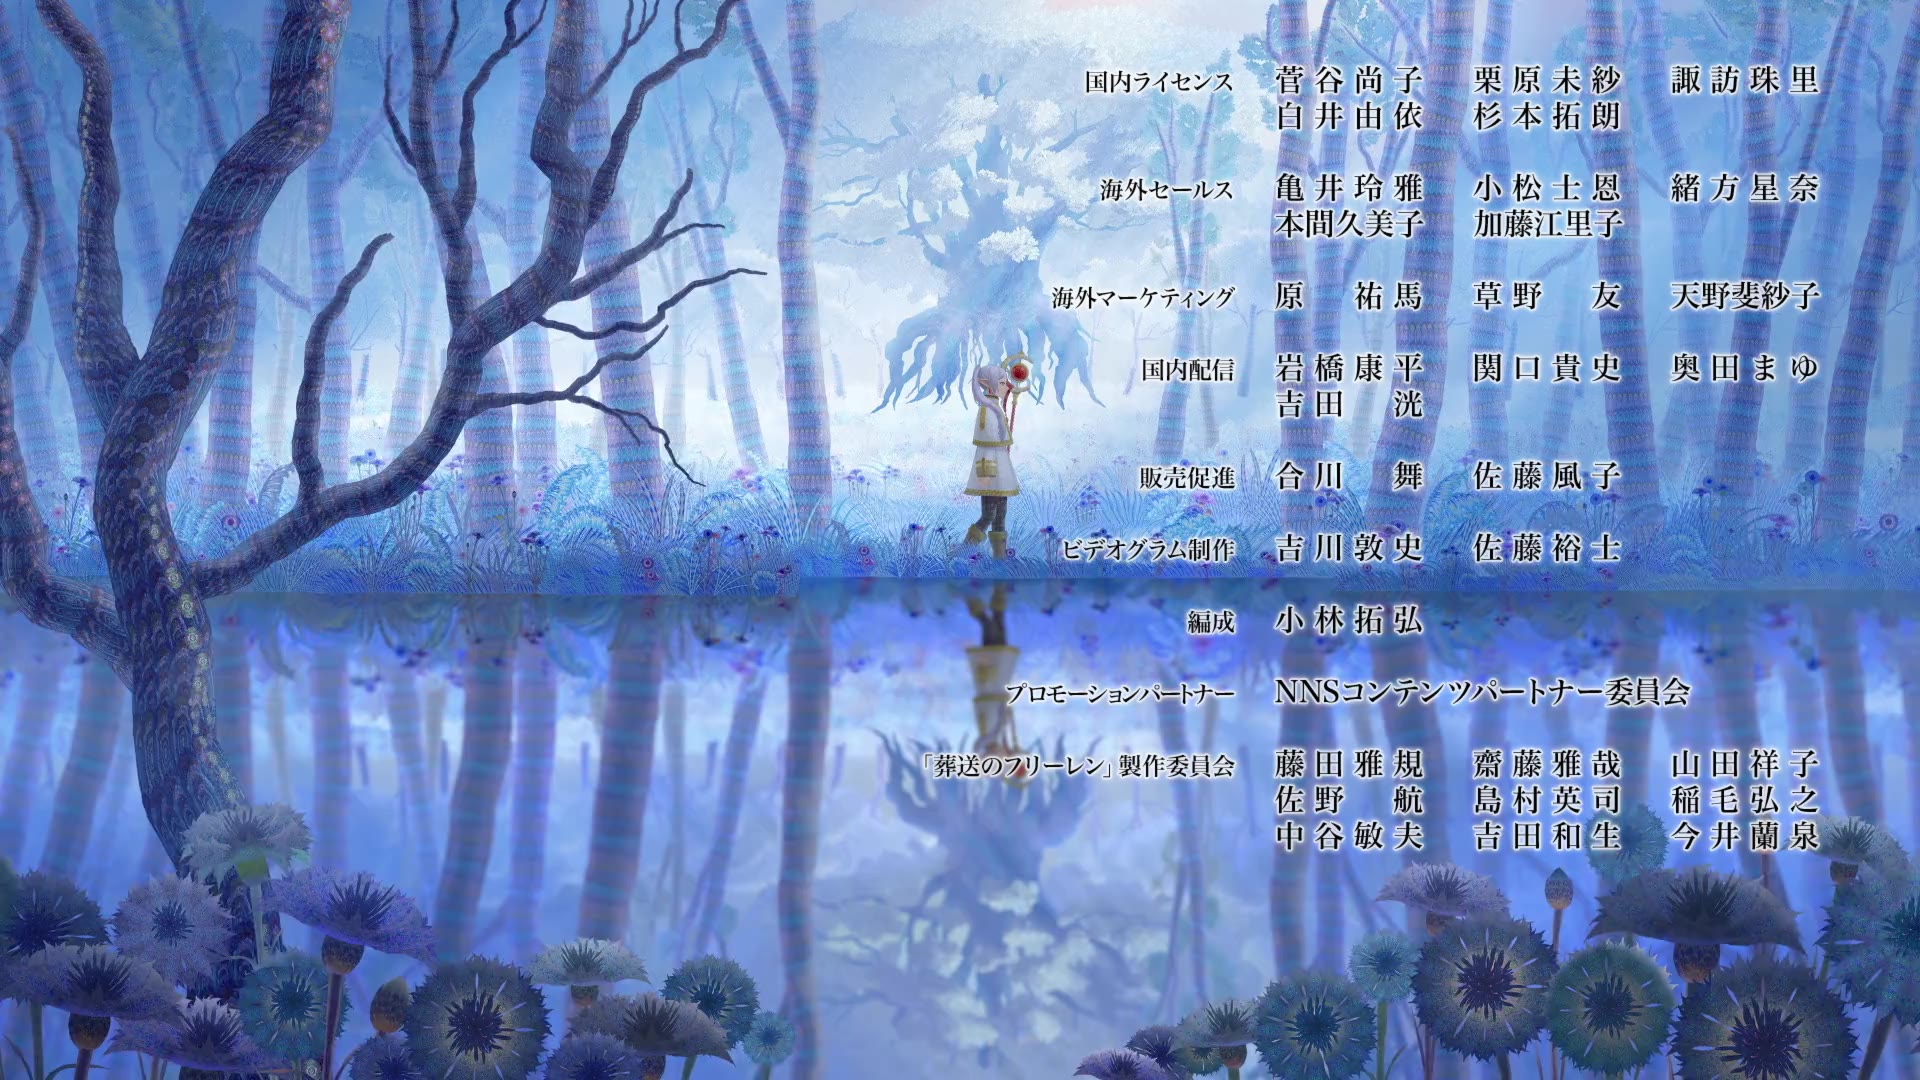 国内ライセンス 菅谷尚子 栗原未紗 諏訪珠里
白井由依 杉本拓朗
海外セールス 亀井玲雅 小松士恩 緒方星奈
本間久美子 加藤江里子
海外マーケティング 原祐馬 草野友 天野斐紗子
国内配信 岩橋康平 関口貴史 奥田まゆ
吉田洸
販売促進 合川舞 佐藤風子
ビデオグラム制作 吉川敦史 佐藤裕士
編成 小林拓弘
プロモーションパートナー NNSコンテンツパートナー委員会
「葬送のフリーレン」製作委員会 藤田雅規 齋藤雅哉 山田祥子
佐野航 島村英司 稲毛弘之
中谷敏夫 吉田和生 今井蘭泉